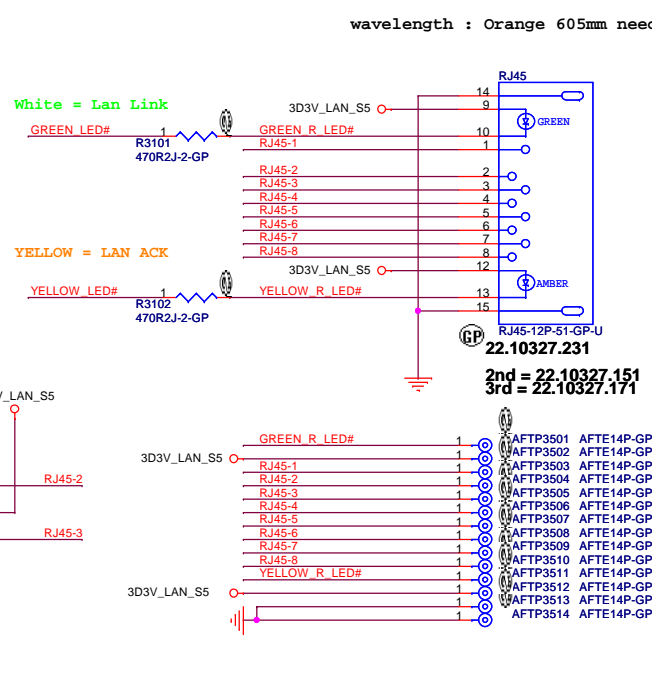 wavelength : Orange 605mm need
RJ45
White = Lan Link
3D3V_LAN_S5
14
9
GREEN
GREEN_LED#
1
R3101
470R2J-2-GP
GREEN_R_LED#
10
RJ45-1
1
RJ45-2
2
RJ45-3
3
RJ45-4
4
RJ45-5
5
RJ45-6
6
RJ45-7
7
RJ45-8
8
YELLOW = LAN ACK
3D3V_LAN_S5
12
AMBER
YELLOW_LED#
1
R3102
470R2J-2-GP
YELLOW_R_LED#
13
15
RJ45-12P-51-GP-U
GP
22.10327.231
2nd = 22.10327.151
3rd = 22.10327.171
_LAN_S5
RJ45-2
RJ45-3
GREEN_R_LED# 1 AFTP3501 AFTE14P-GP
3D3V_LAN_S5 1 AFTP3502 AFTE14P-GP
RJ45-1 1 AFTP3503 AFTE14P-GP
RJ45-2 1 AFTP3504 AFTE14P-GP
RJ45-3 1 AFTP3505 AFTE14P-GP
RJ45-4 1 AFTP3506 AFTE14P-GP
RJ45-5 1 AFTP3507 AFTE14P-GP
RJ45-6 1 AFTP3508 AFTE14P-GP
RJ45-7 1 AFTP3509 AFTE14P-GP
RJ45-8 1 AFTP3510 AFTE14P-GP
YELLOW_R_LED# 1 AFTP3511 AFTE14P-GP
3D3V_LAN_S5 1 AFTP3512 AFTE14P-GP
1 AFTP3513 AFTE14P-GP
1 AFTP3514 AFTE14P-GP